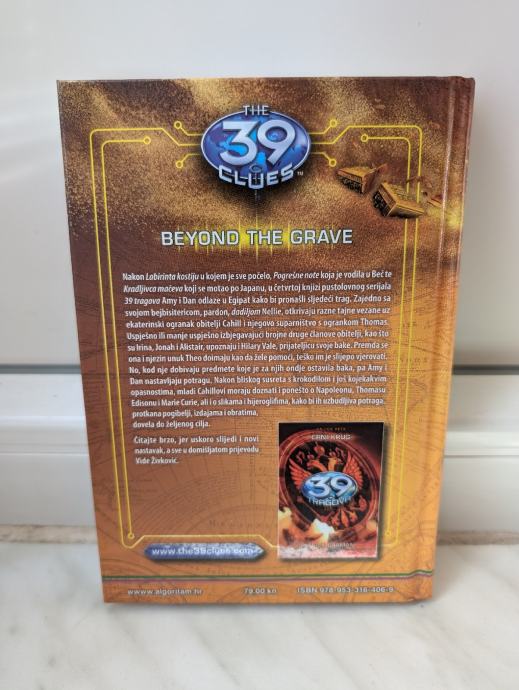 THE
39
CLUES™
BEYOND THE GRAVE
Nakon Labirinta kostiju u kojem je sve počelo, Pogrešne note koja je vodila u Beč te
Kradljivca mačeva koji se motao po Japanu, u četvrtoj knjizi pustolovnog serijala
39 tragova Amy i Dan odlaze u Egipat kako bi pronašli sljedeći trag. Zajedno sa
svojom bejbisitericom, pardon, dadiljom Nellie, otkrivaju razne tajne vezane uz
ekaterinski ogranak obitelji Cahill i njegovo suparništvo s ogrankom Thomas.
Uspješno ili manje uspješno izbjegavajući brojne druge članove obitelji, kao što
su Irina, Jonah i Alistair, upoznaju i Hilary Vale, prijateljicu svoje bake. Premda se
ona i njezin unuk Theo doimaju kao da žele pomoći, teško im je slijepo vjerovati.
No, kod nje dobivaju predmete koje je za njih ondje ostavila baka, pa Amy i
Dan nastavljaju potragu. Nakon bliskog susreta s krokodilom i još kojekakvim
opasnostima, mladi Cahillovi moraju doznati i ponešto o Napoleonu, Thomasu
Edisonu i Marie Curie, ali i o slikama i hijeroglifima, kako bi ih uzbudljiva potraga,
protkana pogibelji, izdajama i obratima,
dovela do željenog cilja.
Čitajte brzo, jer uskoro slijedi i novi
nastavak, a sve u domišljatom prijevodu
Vide Živković.
CRNI KRUG
39
TRAGOVA
www.the39clues.com
www.algoritam.hr 79.00 kn ISBN 978-953-316-406-9